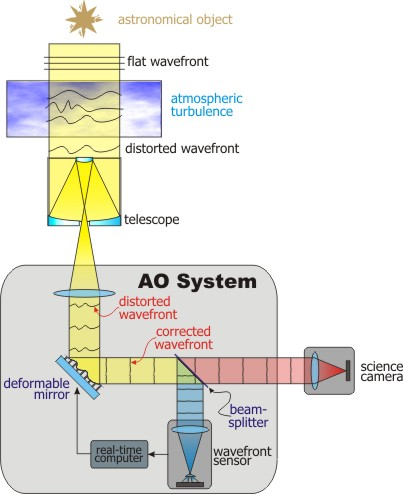 astronomical object
flat wavefront
atmospheric
turbulence
distorted wavefront
telescope
AO System
distorted
wavefront
corrected
wavefront
deformable
mirror
science
camera
beam-
splitter
real-time
computer
wavefront
sensor